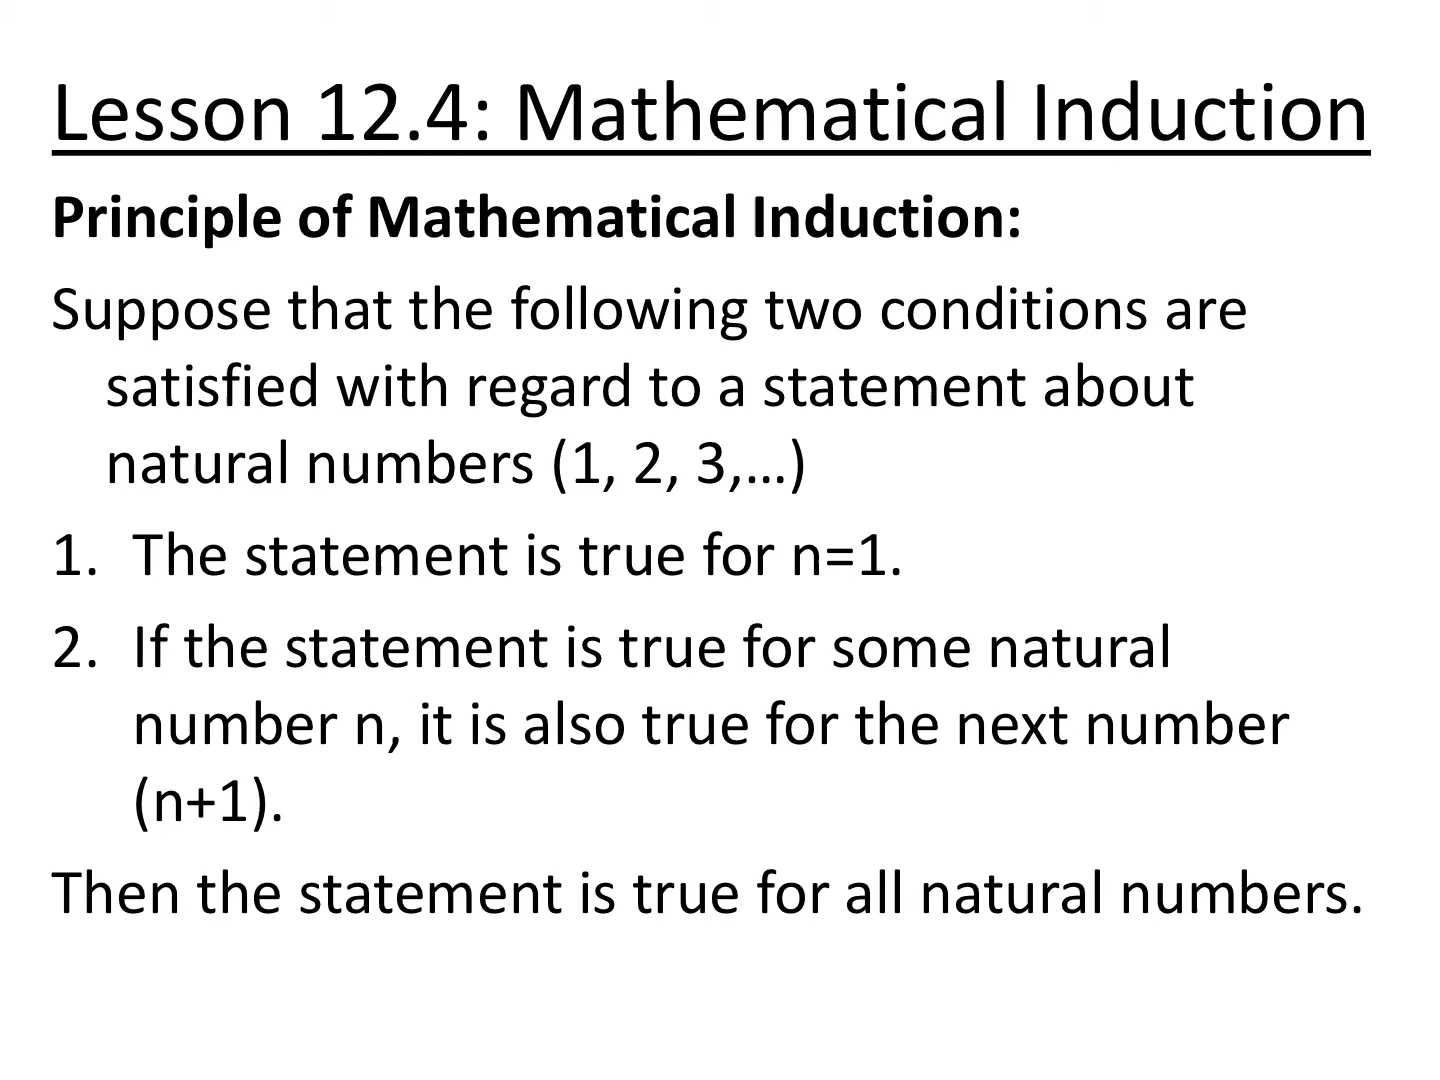 Lesson 12.4: Mathematical Induction
Principle of Mathematical Induction:
Suppose that the following two conditions are
satisfied with regard to a statement about
natural numbers (1, 2, 3,…)
1. The statement is true for n=1.
2. If the statement is true for some natural
number n, it is also true for the next number
(n+1).
Then the statement is true for all natural numbers.